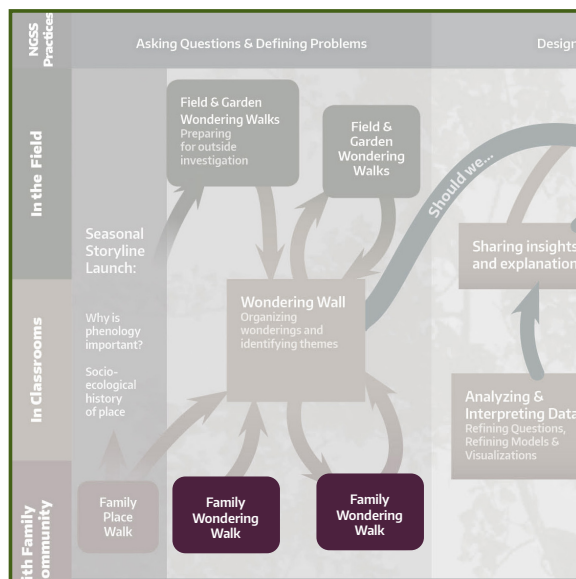 NGSS
Practices
Asking Questions & Defining Problems
Design
In the Field
Field & Garden
Wondering Walks
Preparing
for outside
investigation
Field &
Garden
Wondering
Walks
Should we...
Seasonal
Storyline
Launch:
Sharing insights
and explanation
In Classrooms
Why is
phenology
important?
Socio-
ecological
history
of place
Wondering Wall
Organizing
wonderings and
identifying themes
Analyzing &
Interpreting Data
Refining Questions,
Refining Models &
Visualizations
ith Family
ommunity
Family
Place
Walk
Family
Wondering
Walk
Family
Wondering
Walk